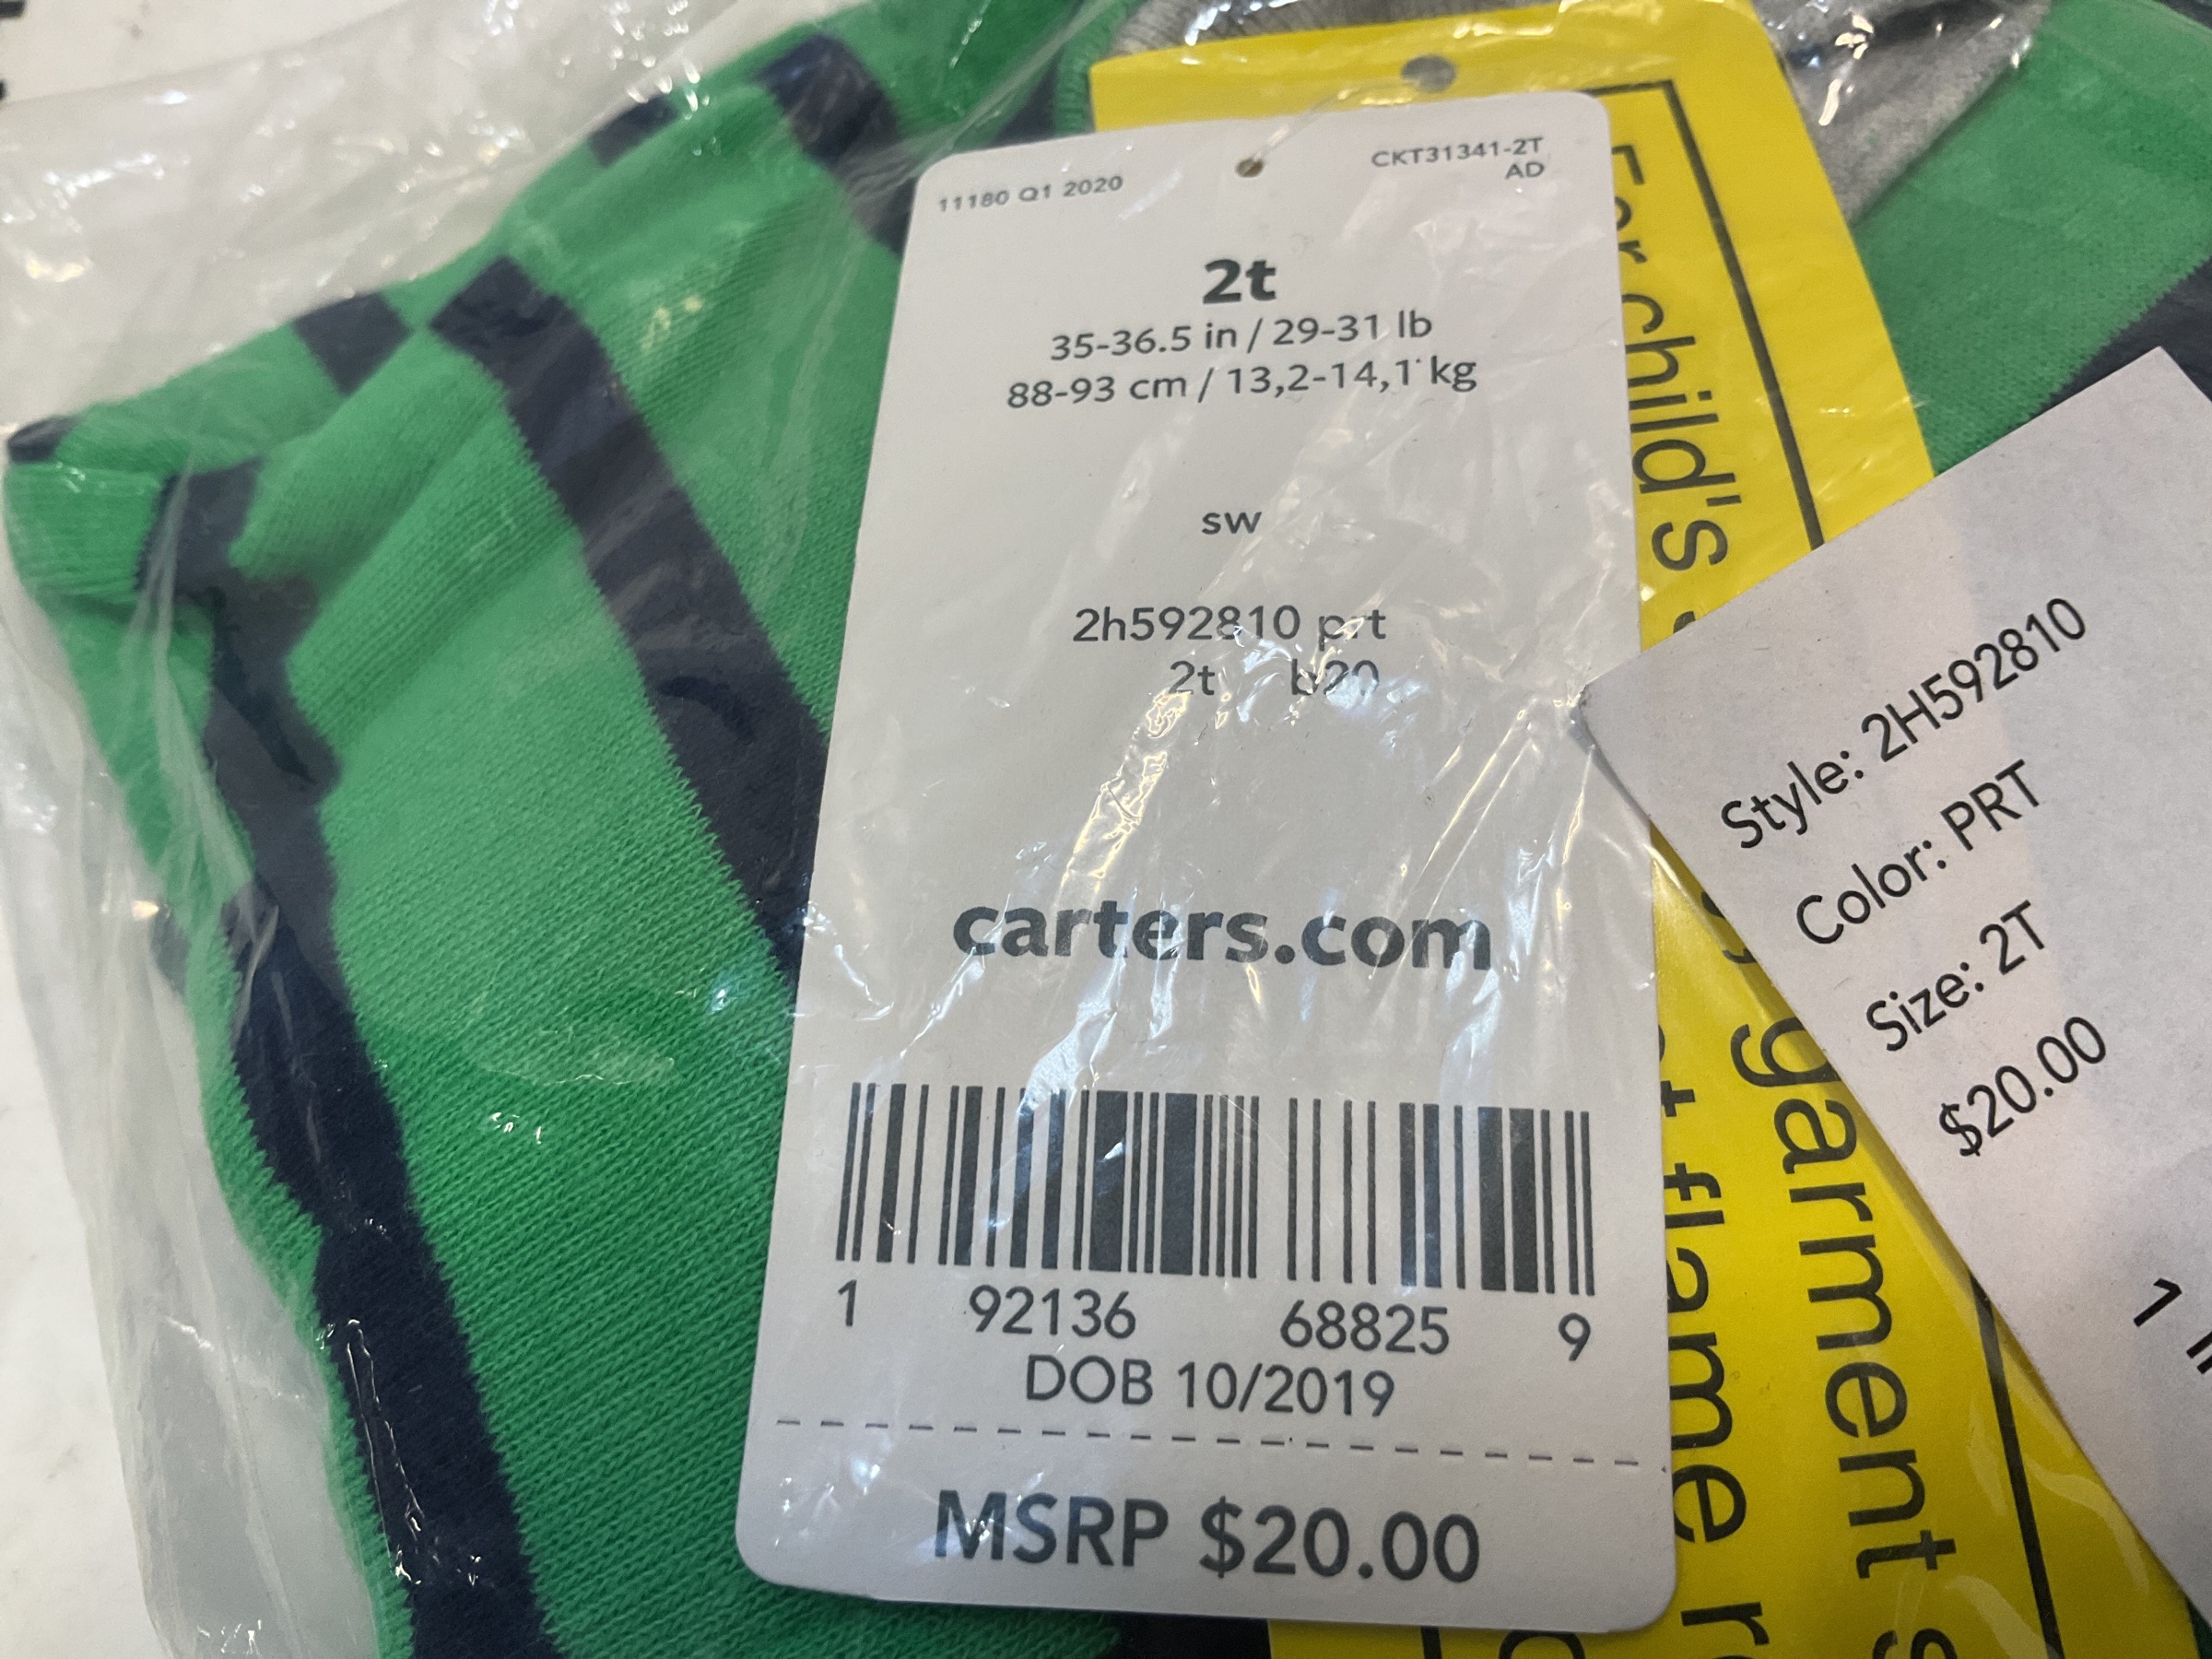 11180 Q1 2020
CKT31341-2T
AD
2t
35-36.5 in / 29-31 lb
88-93 cm / 13,2-14,1 kg
sw
2h592810 prt
2t b20
carters.com
1 92136 68825 9
DOB 10/2019
MSRP $20.00
For child's
garment
flame
Style: 2H592810
Color: PRT
Size: 2T
$20.00